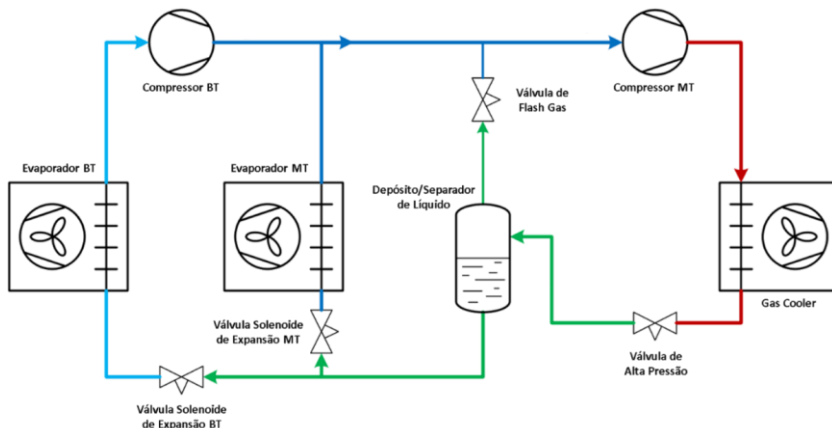 Compressor BT
Válvula de
Flash Gas
Compressor MT
Evaporador BT
Evaporador MT
Depósito/Separador
de Líquido
Gas Cooler
Válvula Solenoide
de Expansão MT
Válvula de
Alta Pressão
Válvula Solenoide
de Expansão BT